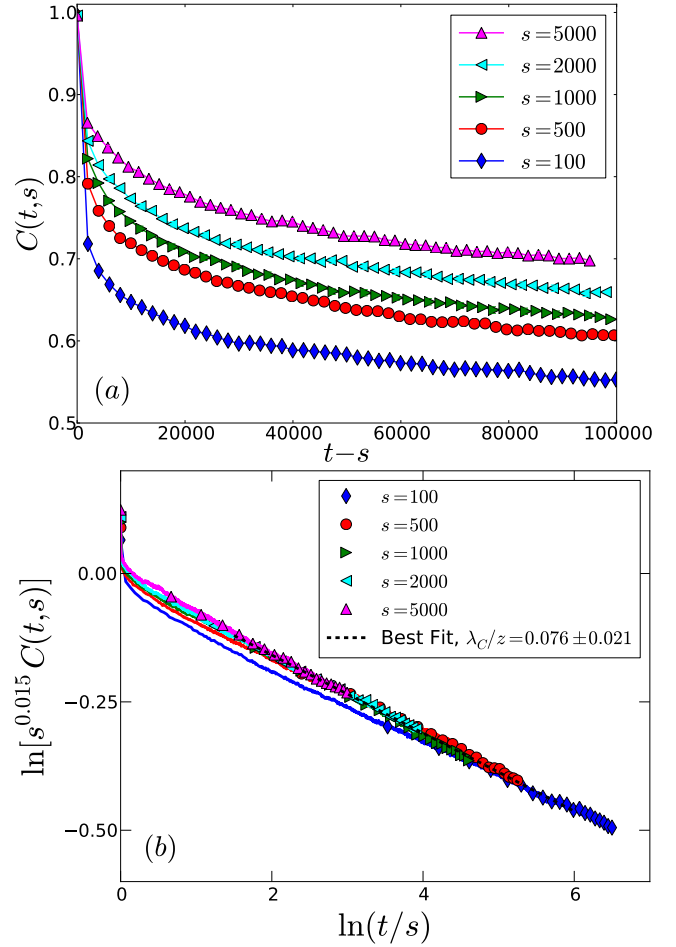 1.0
0.9
0.8
0.7
0.6
0.5
C(t,s)
s=5000
s=2000
s=1000
s=500
s=100
(a)
0 20000 40000 60000 80000 100000
t−s
0.00
−0.25
−0.50
ln[s^0.015 C(t,s)]
s=100
s=500
s=1000
s=2000
s=5000
Best Fit, λ_C/z=0.076±0.021
(b)
0 2 4 6
ln(t/s)